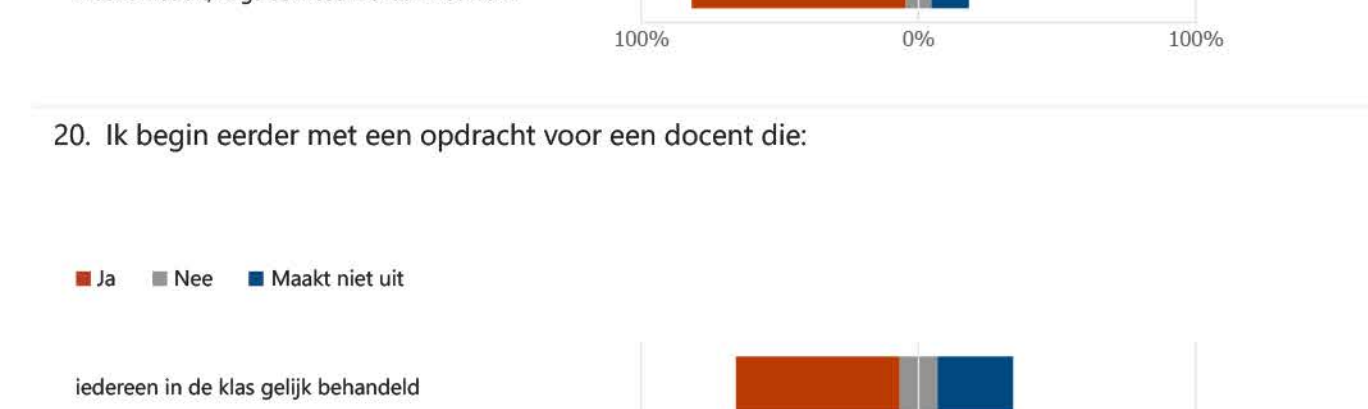 100% 0% 100%
20. Ik begin eerder met een opdracht voor een docent die:
Ja Nee Maakt niet uit
iedereen in de klas gelijk behandeld